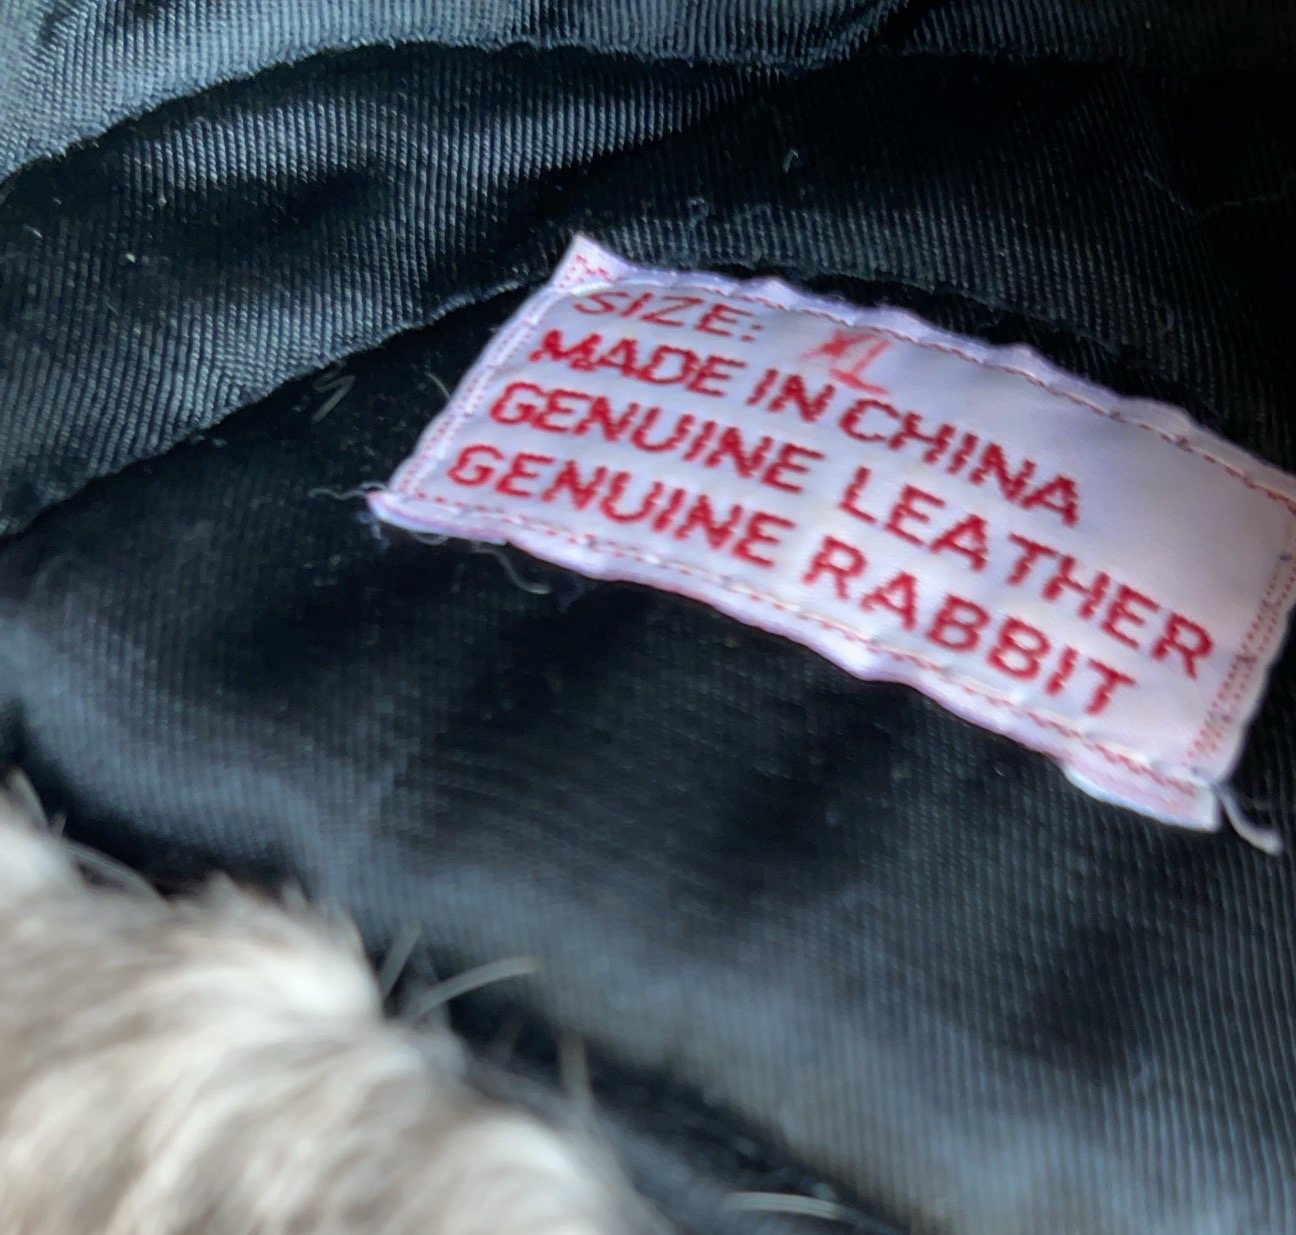 SIZE: XL
MADE IN CHINA
GENUINE LEATHER
GENUINE RABBIT